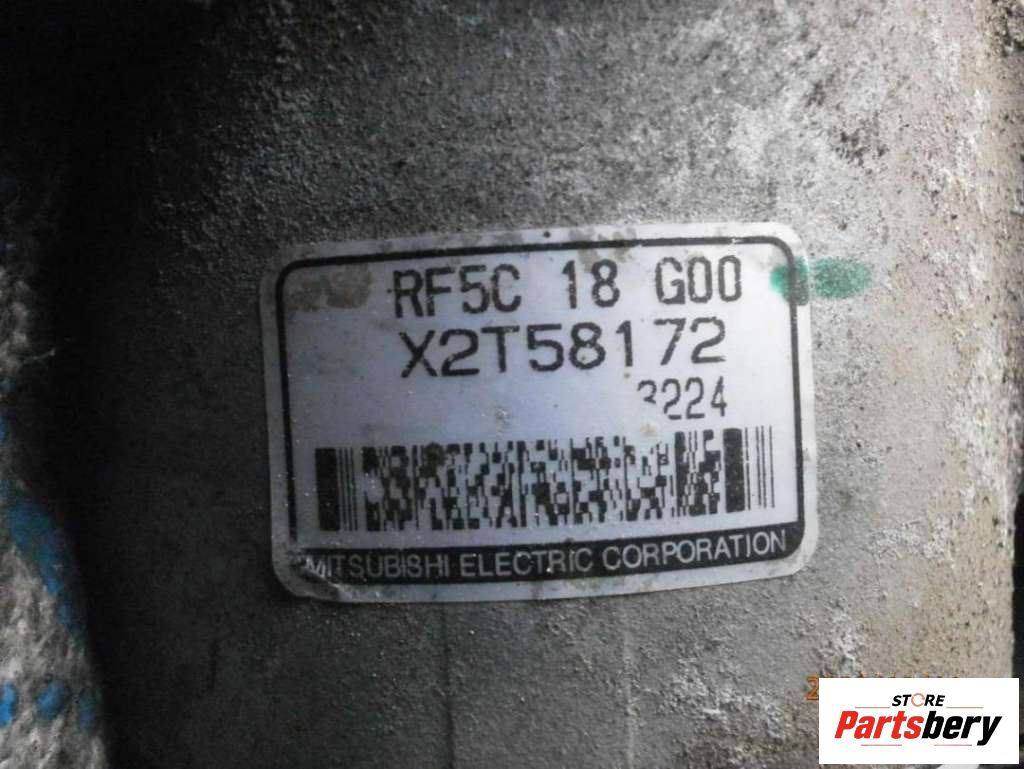 RF5C 18 G00
X2T58172
3224
MITSUBISHI ELECTRIC CORPORATION
STORE
Partsbery